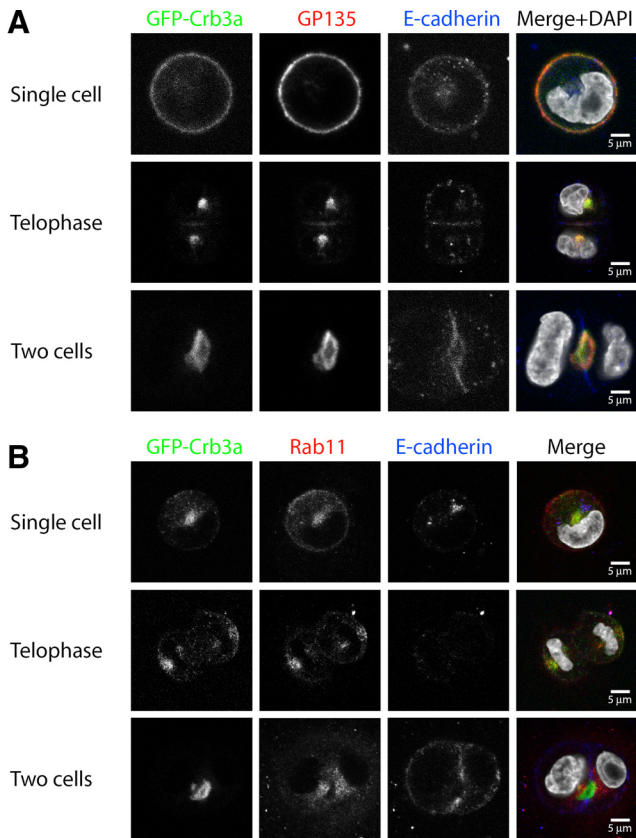 A
GFP-Crb3a GP135 E-cadherin Merge+DAPI
Single cell
5 µm
Telophase
5 µm
Two cells
5 µm
B
GFP-Crb3a Rab11 E-cadherin Merge
Single cell
5 µm
Telophase
5 µm
Two cells
5 µm